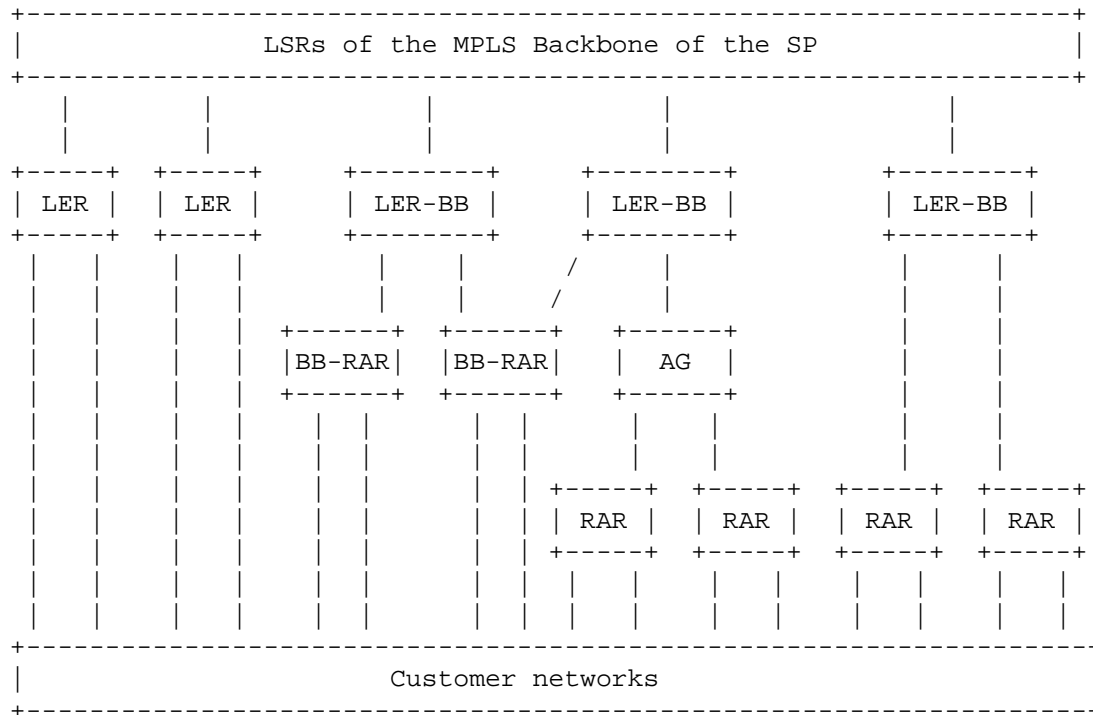 LSRs of the MPLS Backbone of the SP
LER LER LER-BB LER-BB LER-BB
BB-RAR BB-RAR AG
RAR RAR RAR RAR
Customer networks